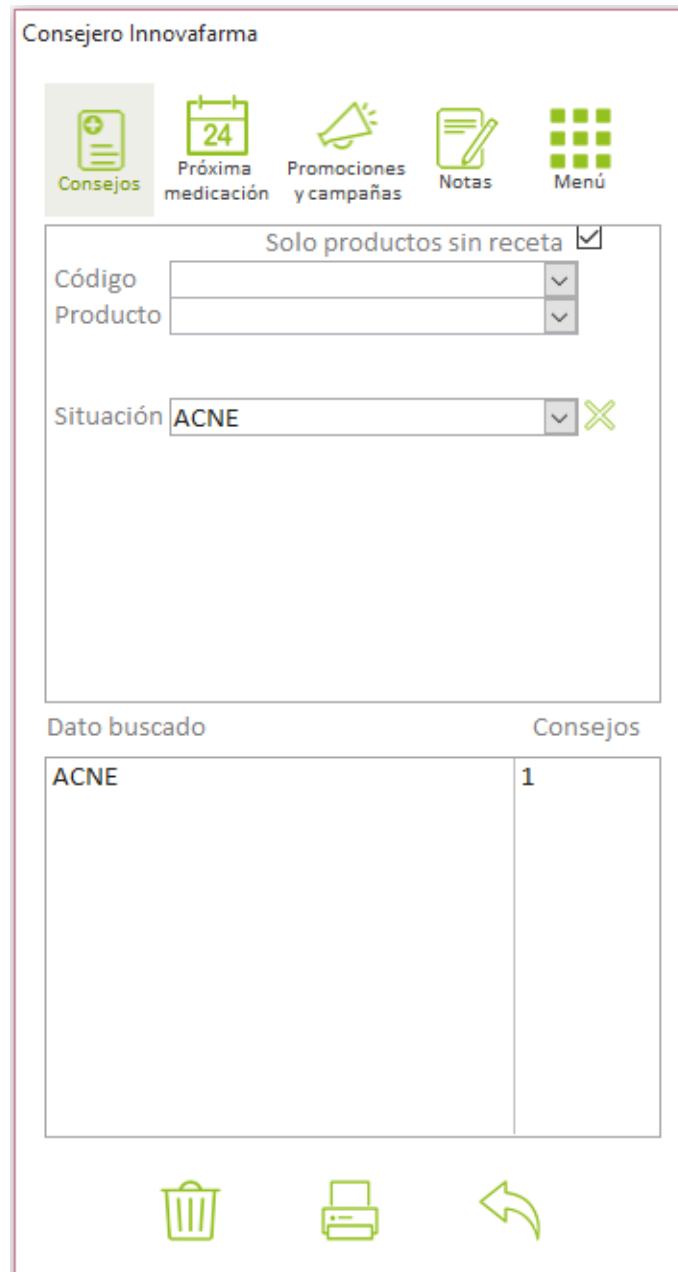 Consejero Innovafarma
24
Consejos
Próxima
medicación
Promociones
y campañas
Notas
Menú
Solo productos sin receta
Código
Producto
Situación ACNE
Dato buscado Consejos
ACNE 1